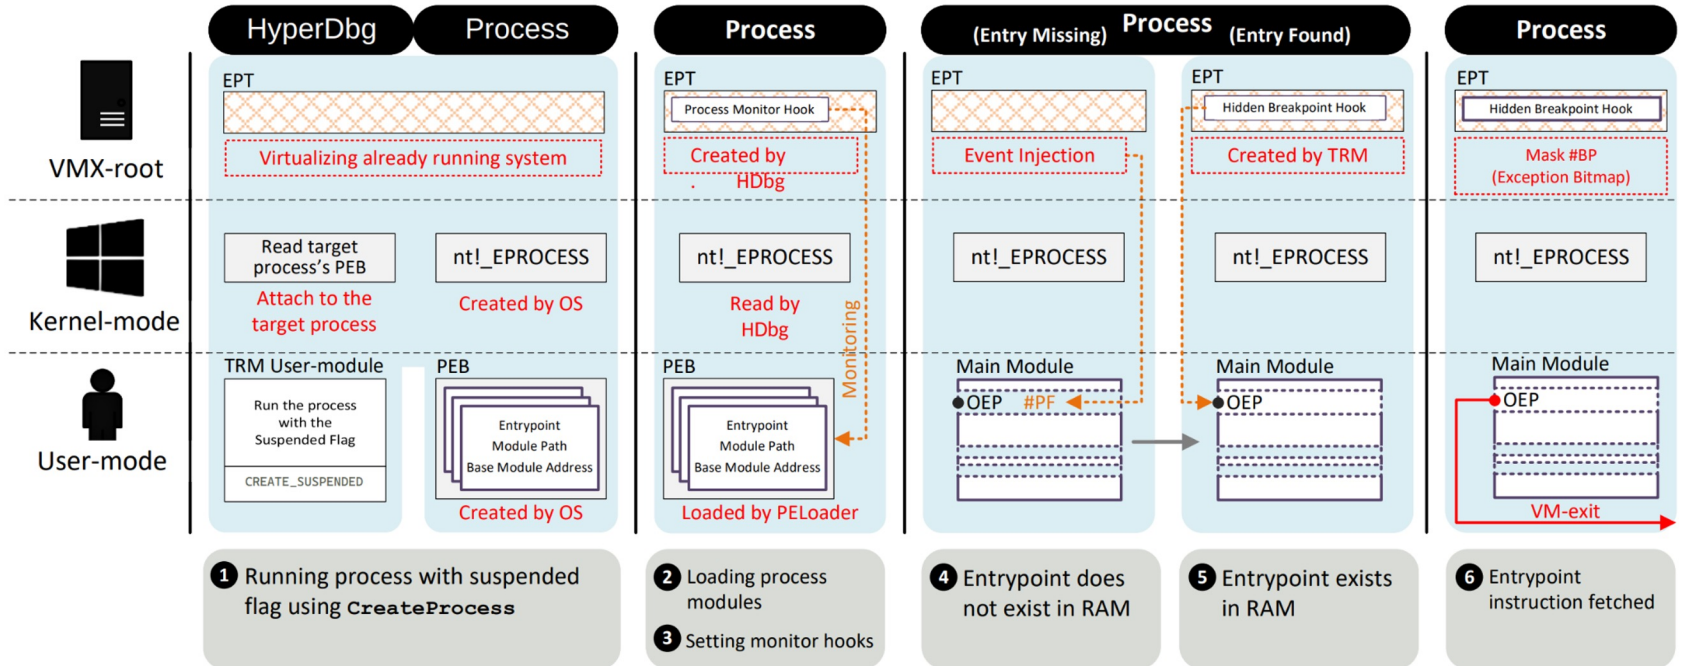 HyperDbg
Process
Process
(Entry Missing) Process (Entry Found)
Process
VMX-root
EPT
Virtualizing already running system
EPT
Process Monitor Hook
Created by
. HDbg
EPT
Event Injection
EPT
Hidden Breakpoint Hook
Created by TRM
EPT
Hidden Breakpoint Hook
Mask #BP
(Exception Bitmap)
Kernel-mode
Read target
process's PEB
Attach to the
target process
nt!_EPROCESS
Created by OS
nt!_EPROCESS
Read by
HDbg
Monitoring
nt!_EPROCESS
nt!_EPROCESS
nt!_EPROCESS
User-mode
TRM User-module
Run the process
with the
Suspended Flag
CREATE_SUSPENDED
PEB
Entrypoint
Module Path
Base Module Address
Created by OS
PEB
Entrypoint
Module Path
Base Module Address
Loaded by PELoader
Main Module
OEP #PF
Main Module
OEP
Main Module
OEP
VM-exit
1 Running process with suspended
flag using CreateProcess
2 Loading process
modules
3 Setting monitor hooks
4 Entrypoint does
not exist in RAM
5 Entrypoint exists
in RAM
6 Entrypoint
instruction fetched